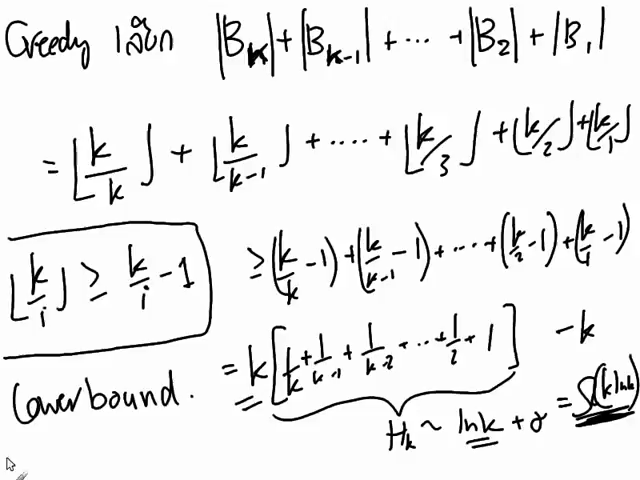 Greedy เลือก |B_k| + |B_{k-1}| + ... + |B_2| + |B_1|
= ⌊k/k⌋ + ⌊k/(k-1)⌋ + .... + ⌊k/3⌋ + ⌊k/2⌋ + ⌊k/1⌋
⌊k/i⌋ ≥ k/i - 1
≥ (k/k - 1) + (k/(k-1) - 1) + ... + (k/2 - 1) + (k/1 - 1)
= k [1/k + 1/(k-1) + 1/(k-2) + ... + 1/2 + 1] - k
Lowerbound.
H_k ~ ln k + γ = Ω(k ln k)